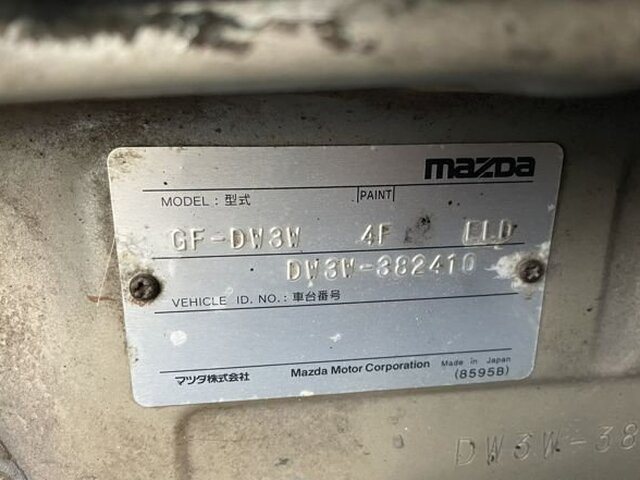 mazda
MODEL: 型式 PAINT
GF-DW3W 4F ELD
DW3W-382410
VEHICLE ID. NO.: 車台番号
マツダ株式会社 Mazda Motor Corporation Made in Japan
(8595B)
DW3W-38